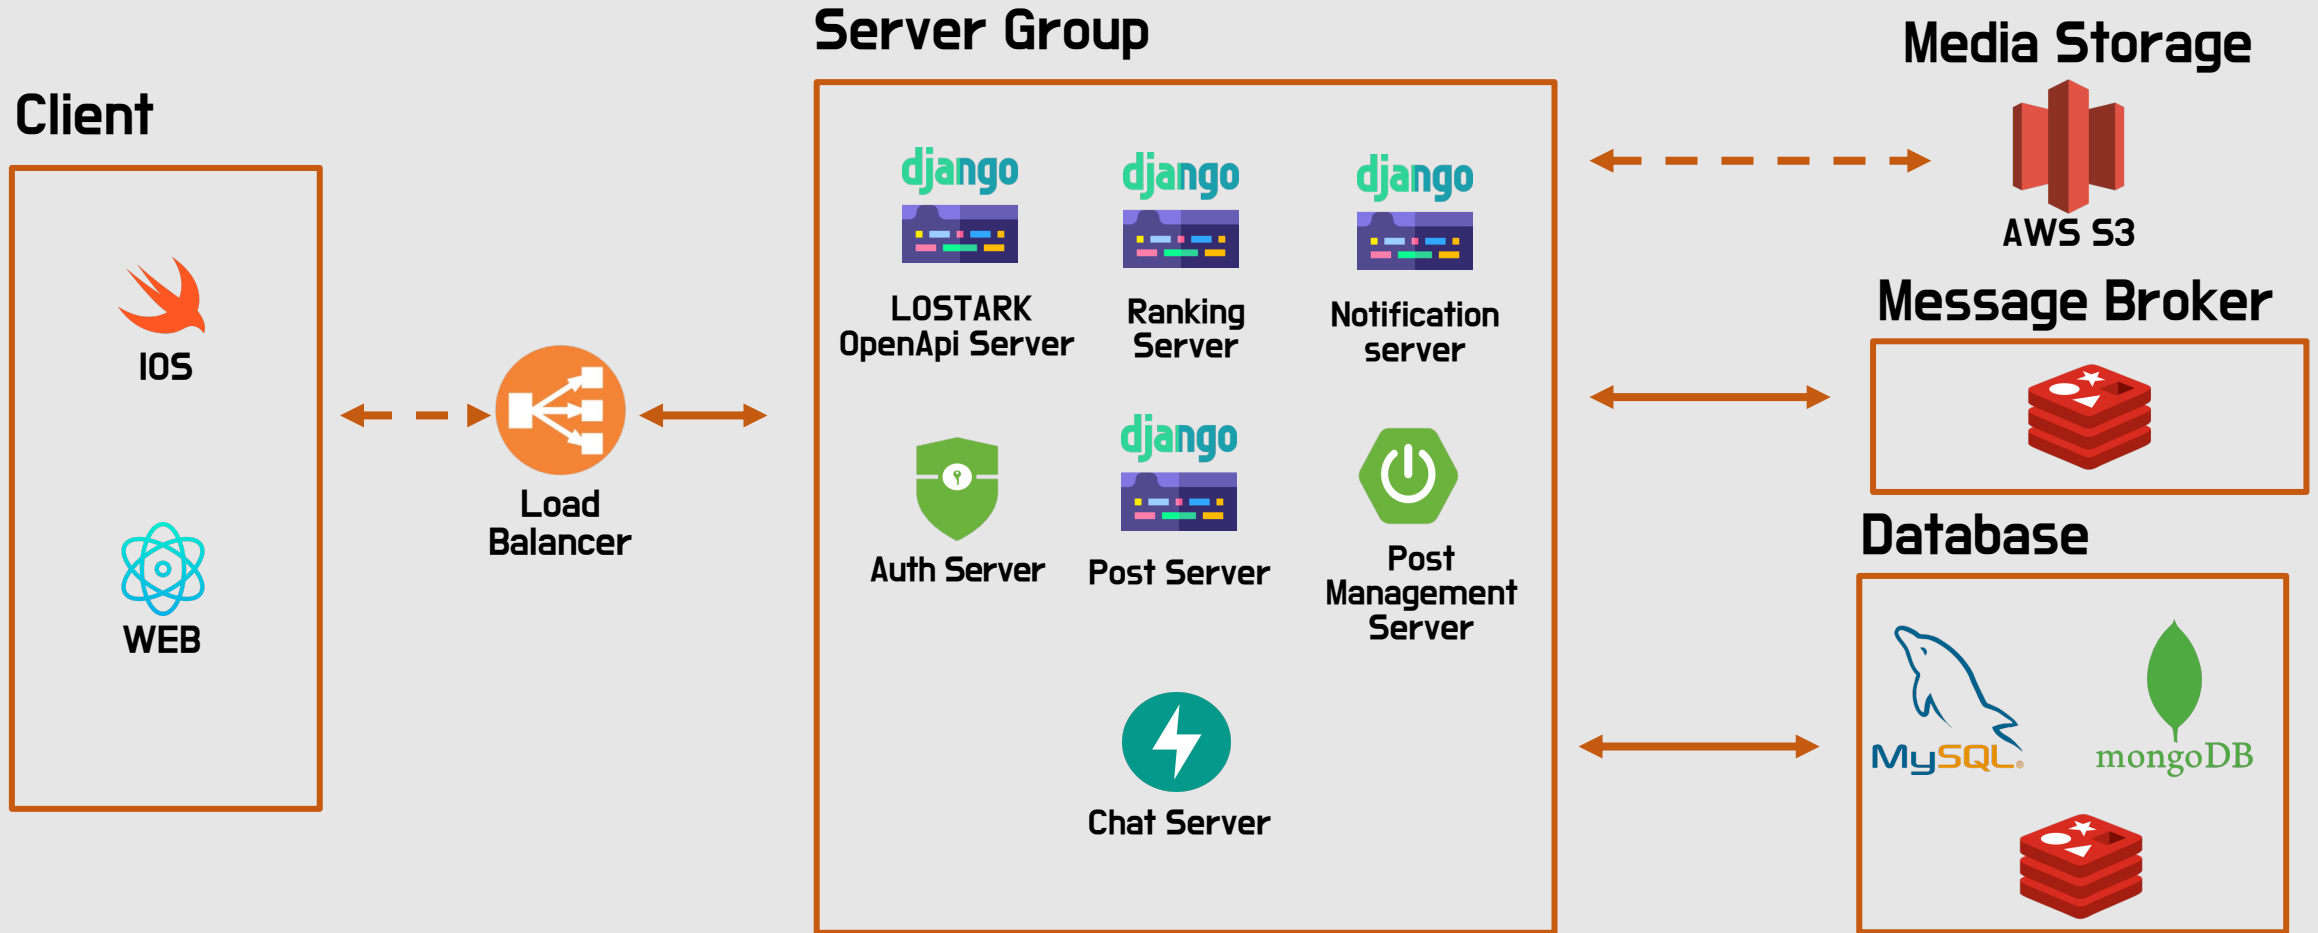 Client
IOS
WEB
Load
Balancer
Server Group
django
LOSTARK
OpenApi Server
django
Ranking
Server
django
Notification
server
Auth Server
django
Post Server
Post
Management
Server
Chat Server
Media Storage
AWS S3
Message Broker
Database
MySQL®
mongoDB